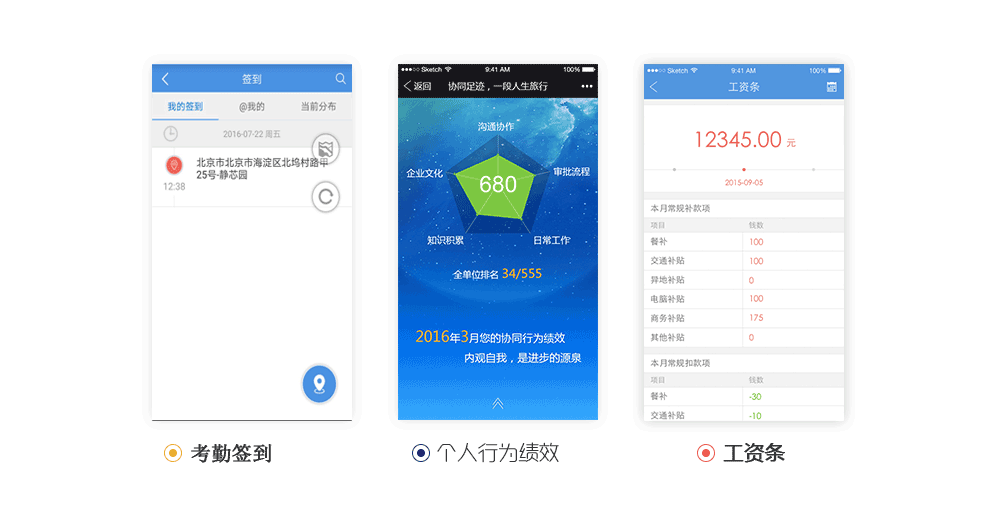 签到
我的签到
@我的
当前分布
2016-07-22 周五
北京市北京市海淀区北坞村路甲
25号-静芯园
12:38
考勤签到
●●●○○ Sketch
9:41 AM
100%
返回
协同足迹，一段人生旅行
沟通协作
企业文化
审批流程
680
知识积累
日常工作
全单位排名 34/555
2016年3月您的协同行为绩效
内观自我，是进步的源泉
个人行为绩效
●●●○○ Sketch
9:41 AM
100%
工资条
12345.00 元
2015-09-05
本月常规补款项
项目 钱数
餐补 100
交通补贴 100
异地补贴 0
电脑补贴 100
商务补贴 175
其他补贴 0
本月常规扣款项
项目 钱数
餐补 -30
交通补贴 -10
工资条